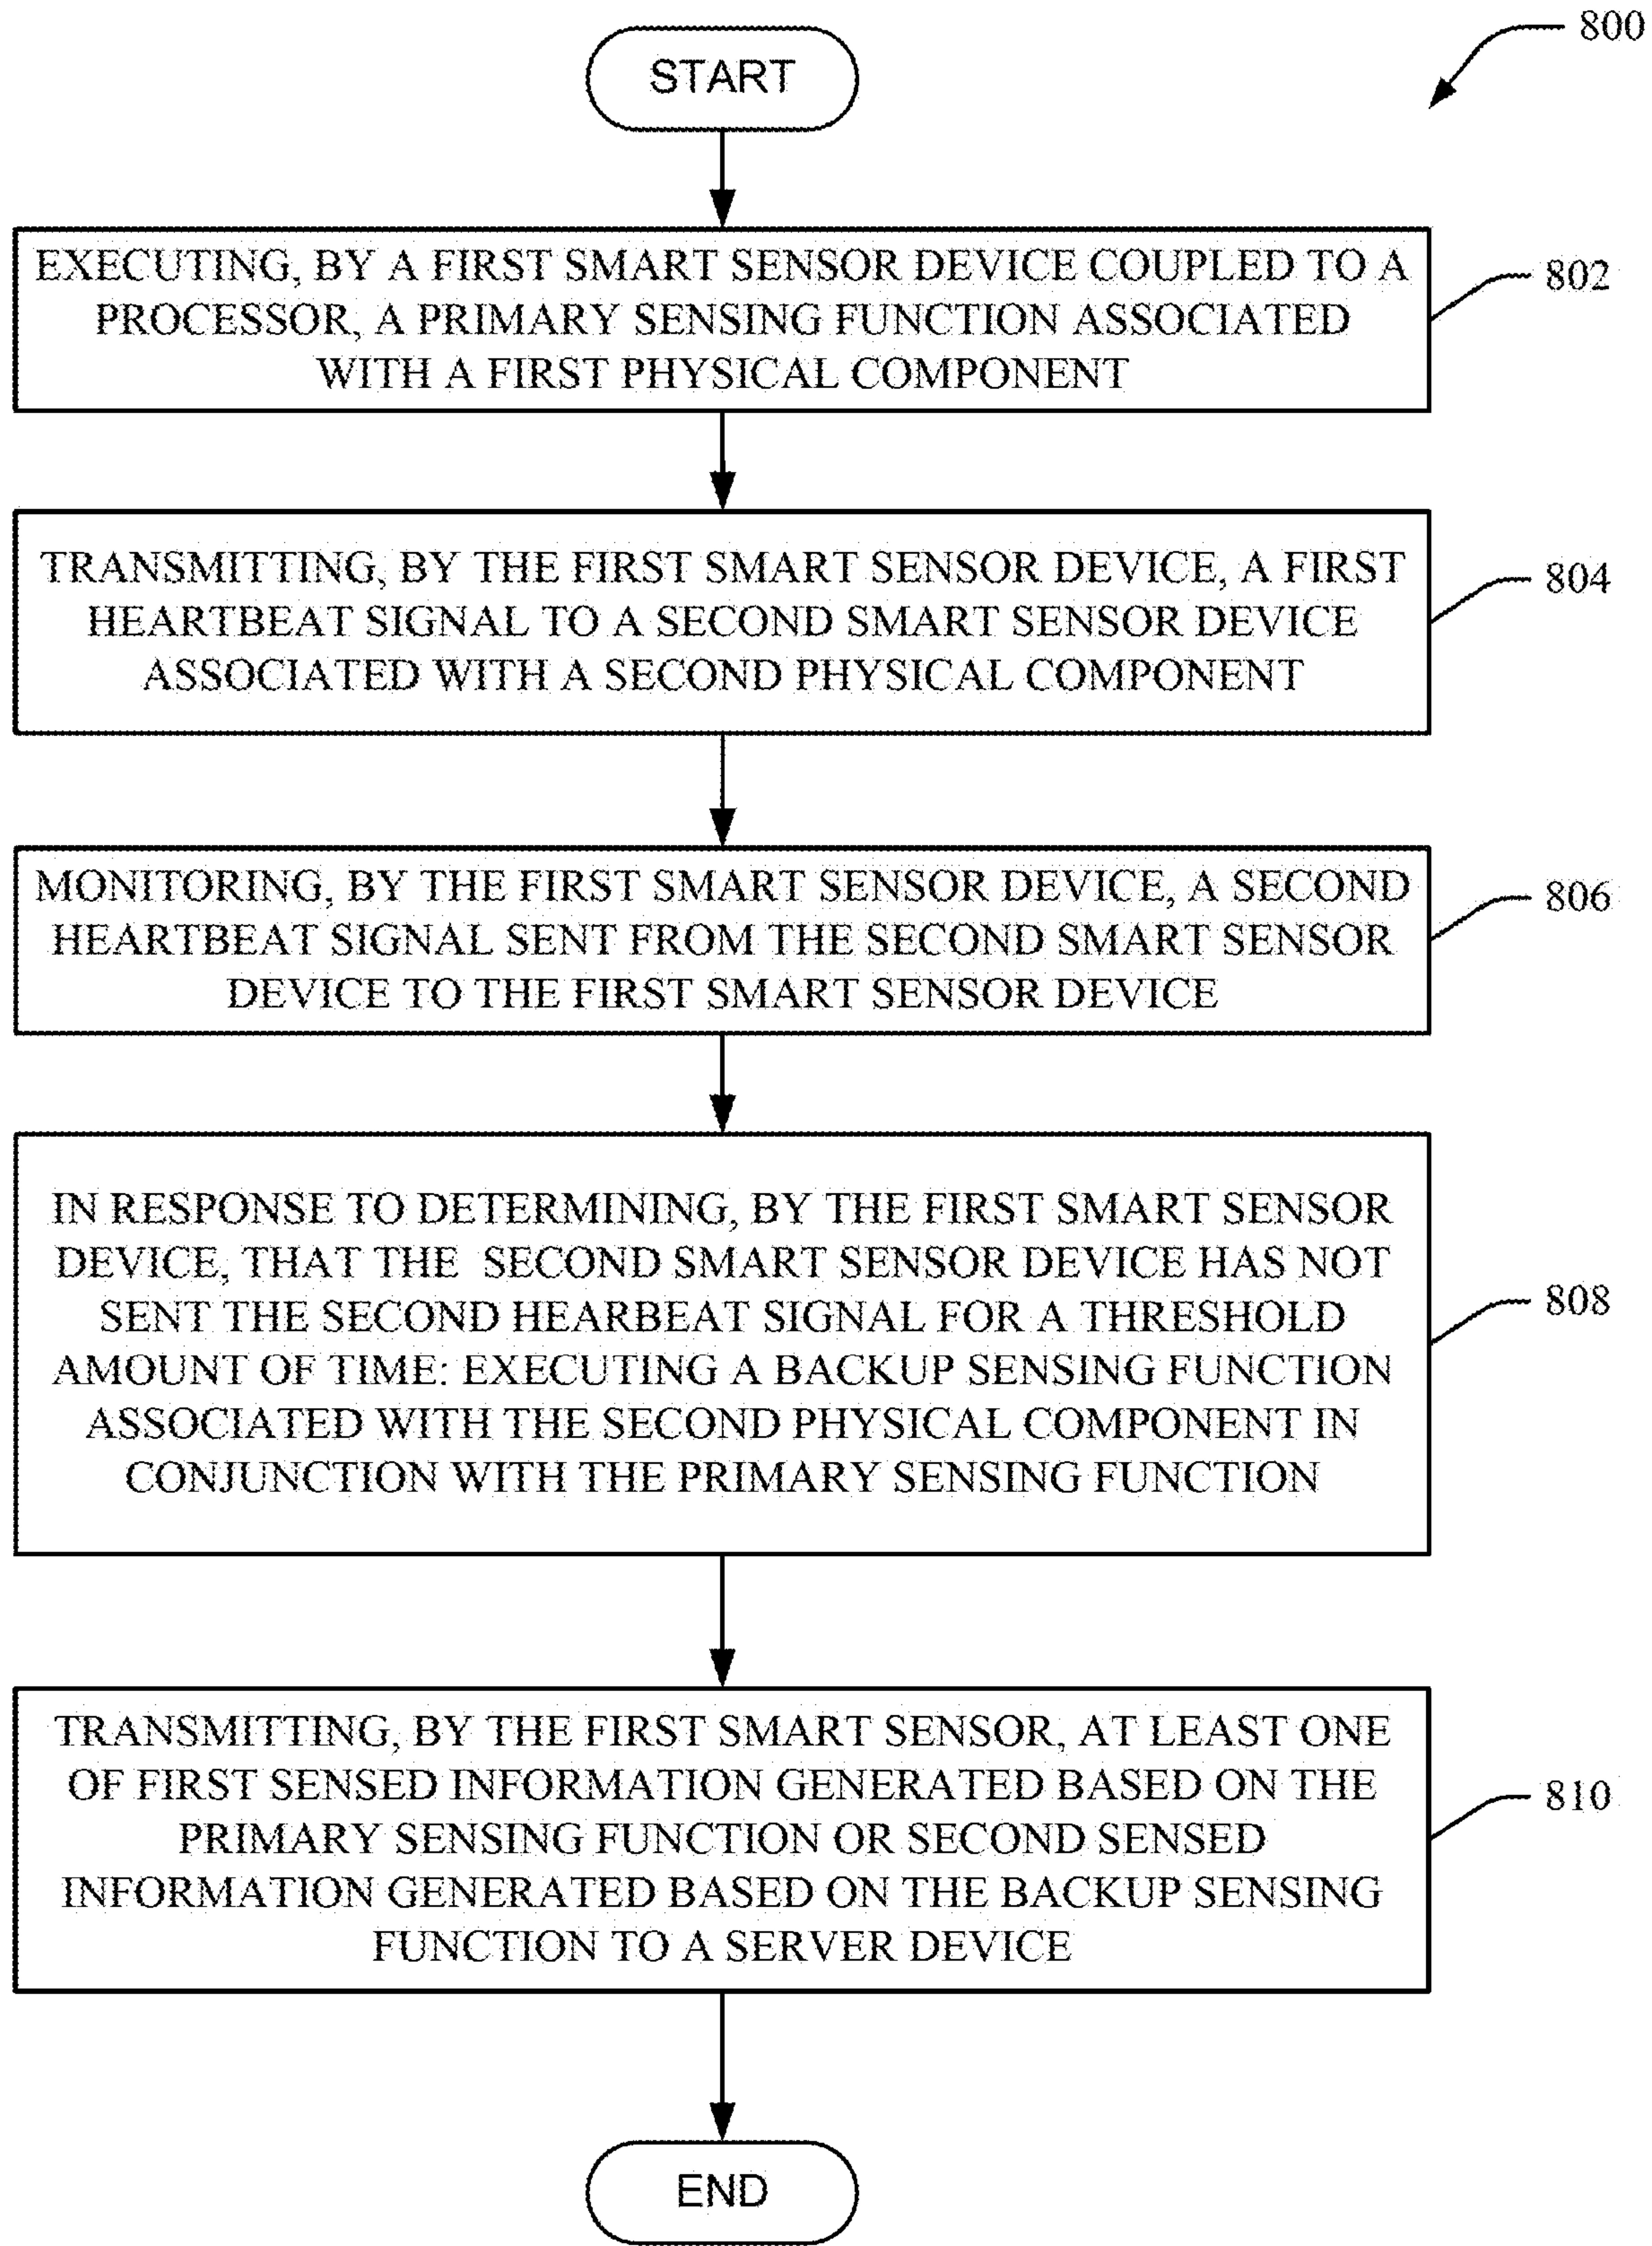 800
START
EXECUTING, BY A FIRST SMART SENSOR DEVICE COUPLED TO A
PROCESSOR, A PRIMARY SENSING FUNCTION ASSOCIATED
WITH A FIRST PHYSICAL COMPONENT
802
TRANSMITTING, BY THE FIRST SMART SENSOR DEVICE, A FIRST
HEARTBEAT SIGNAL TO A SECOND SMART SENSOR DEVICE
ASSOCIATED WITH A SECOND PHYSICAL COMPONENT
804
MONITORING, BY THE FIRST SMART SENSOR DEVICE, A SECOND
HEARTBEAT SIGNAL SENT FROM THE SECOND SMART SENSOR
DEVICE TO THE FIRST SMART SENSOR DEVICE
806
IN RESPONSE TO DETERMINING, BY THE FIRST SMART SENSOR
DEVICE, THAT THE SECOND SMART SENSOR DEVICE HAS NOT
SENT THE SECOND HEARBEAT SIGNAL FOR A THRESHOLD
AMOUNT OF TIME: EXECUTING A BACKUP SENSING FUNCTION
ASSOCIATED WITH THE SECOND PHYSICAL COMPONENT IN
CONJUNCTION WITH THE PRIMARY SENSING FUNCTION
808
TRANSMITTING, BY THE FIRST SMART SENSOR, AT LEAST ONE
OF FIRST SENSED INFORMATION GENERATED BASED ON THE
PRIMARY SENSING FUNCTION OR SECOND SENSED
INFORMATION GENERATED BASED ON THE BACKUP SENSING
FUNCTION TO A SERVER DEVICE
810
END